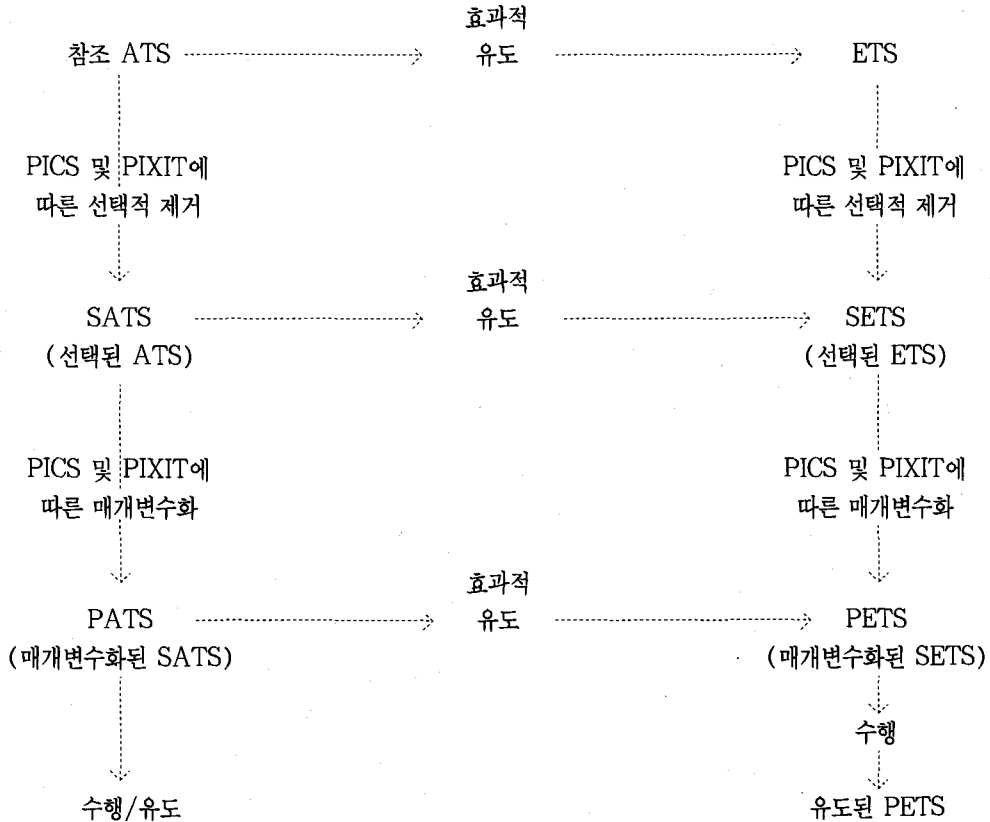 효과적
참조 ATS 유도 ETS
PICS 및 PIXIT에 PICS 및 PIXIT에
따른 선택적 제거 따른 선택적 제거
효과적
SATS 유도 SETS
(선택된 ATS) (선택된 ETS)
PICS 및 PIXIT에 PICS 및 PIXIT에
따른 매개변수화 따른 매개변수화
효과적
PATS 유도 PETS
(매개변수화된 SATS) (매개변수화된 SETS)
수행
수행/유도 유도된 PETS